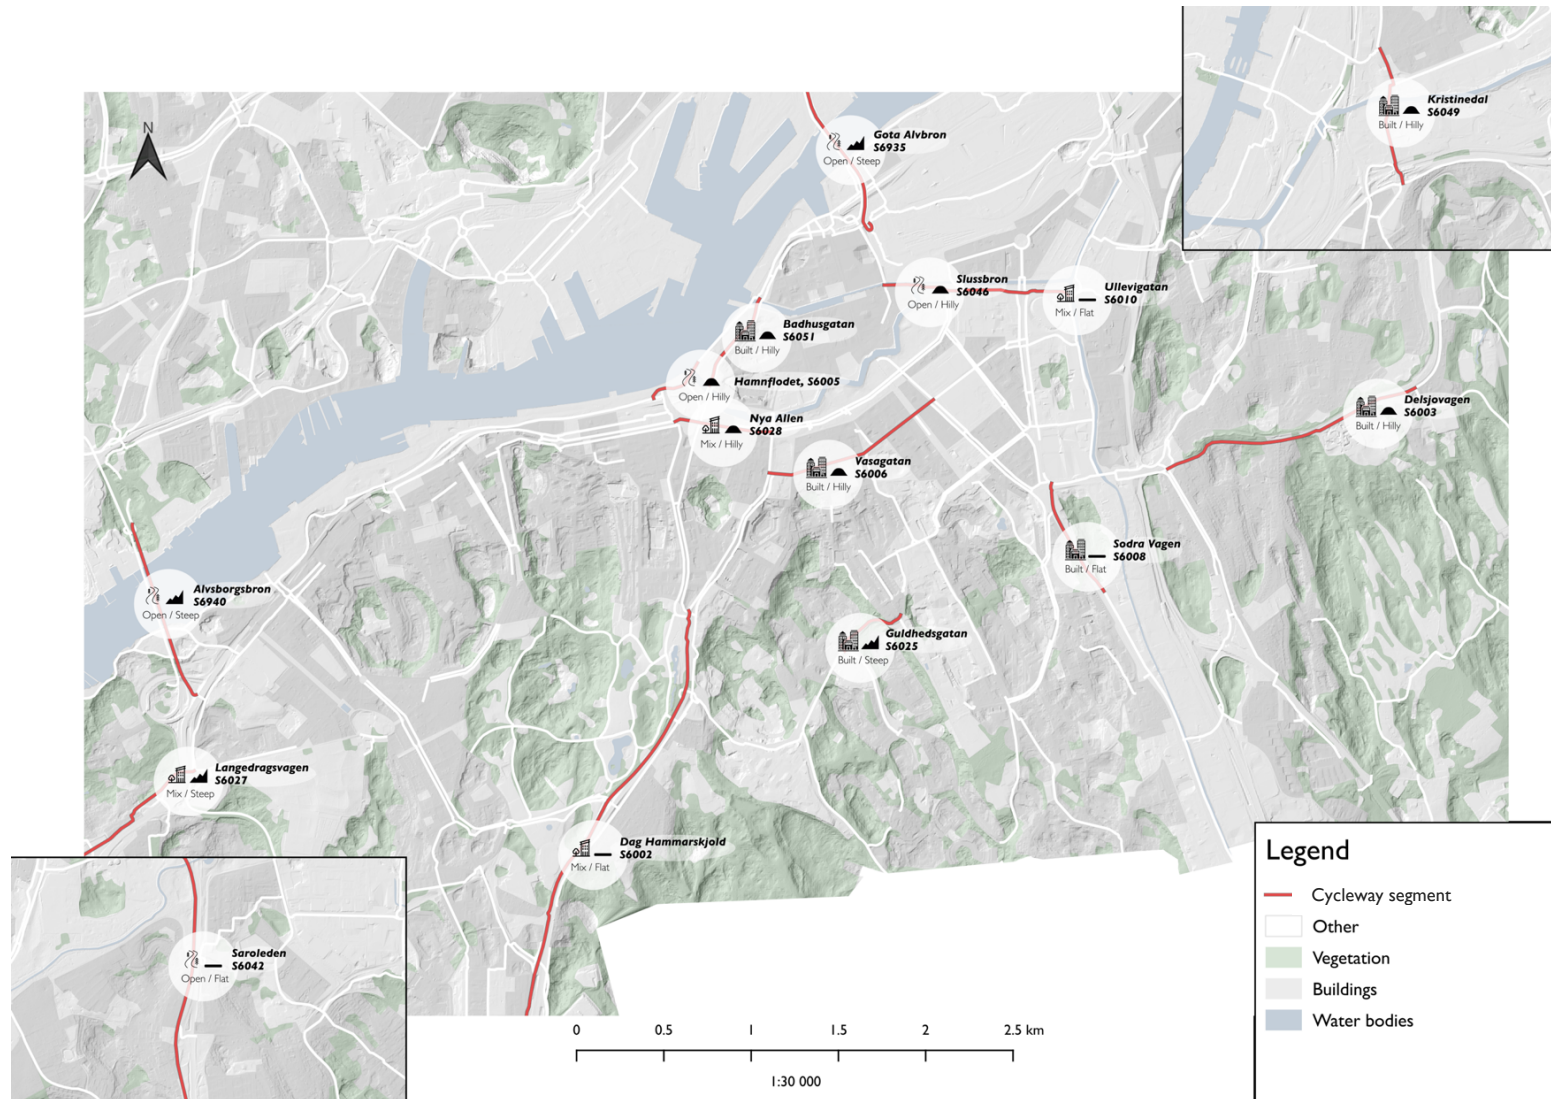 Kristinedal
S6049
Built / Hilly
N
Gota Alvbron
S6935
Open / Steep
Slussbron
S6046
Open / Hilly
Ullevigatan
S6010
Mix / Flat
Badhusgatan
S6051
Built / Hilly
Hamnflodet, S6005
Open / Hilly
Nya Allen
S6028
Mix / Hilly
Delsjovagen
S6003
Built / Hilly
Vasagatan
S6006
Built / Hilly
Sodra Vagen
S6008
Built / Flat
Alvsborgsbron
S6940
Open / Steep
Guldhedsgatan
S6025
Built / Steep
Langedragsvagen
S6027
Mix / Steep
Dag Hammarskjold
S6002
Mix / Flat
Saroleden
S6042
Open / Flat
Legend
Cycleway segment
Other
Vegetation
Buildings
Water bodies
0 0.5 1 1.5 2 2.5 km
1:30 000